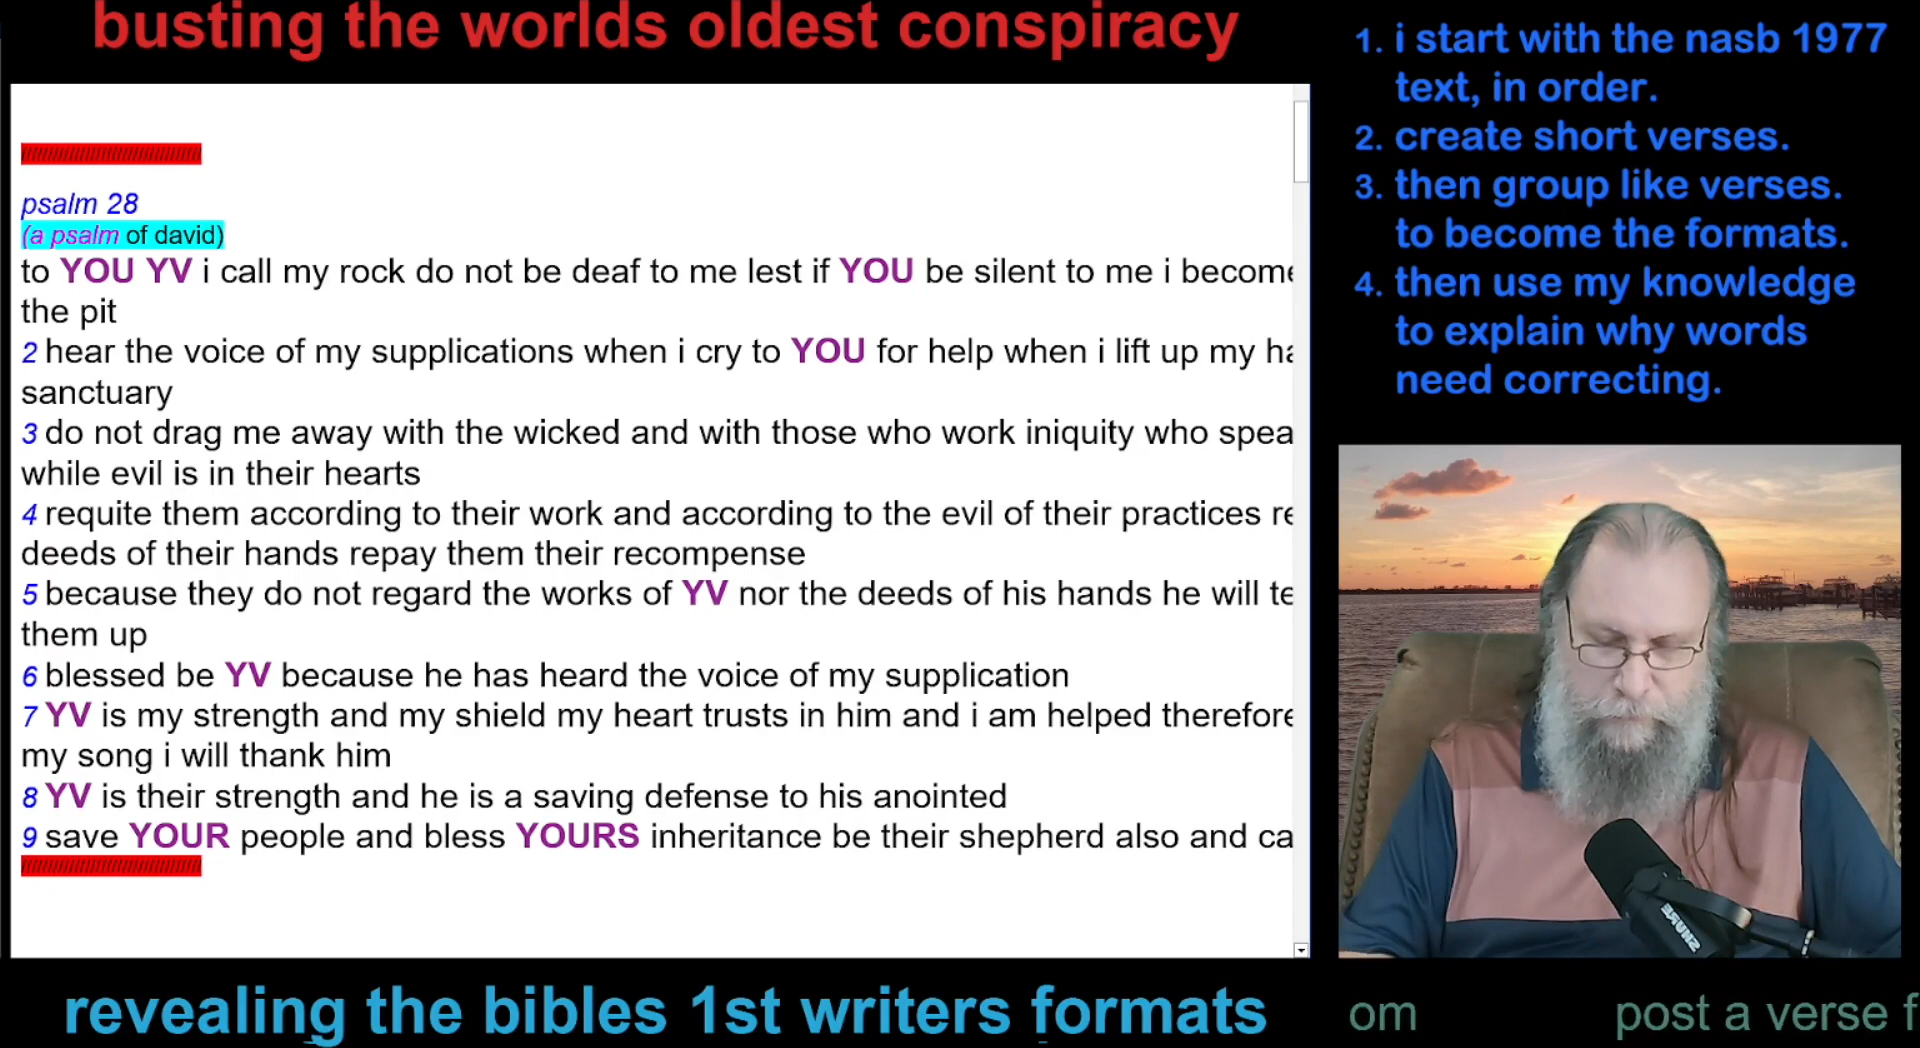 busting the worlds oldest conspiracy
psalm 28
(a psalm of david)
to YOU YV i call my rock do not be deaf to me lest if YOU be silent to me i become
the pit
2 hear the voice of my supplications when i cry to YOU for help when i lift up my
sanctuary
3 do not drag me away with the wicked and with those who work iniquity who
while evil is in their hearts
4 requite them according to their work and according to the evil of their practices
deeds of their hands repay them their recompense
5 because they do not regard the works of YV nor the deeds of his hands he will
them up
6 blessed be YV because he has heard the voice of my supplication
7 YV is my strength and my shield my heart trusts in him and i am helped therefore
my song i will thank him
8 YV is their strength and he is a saving defense to his anointed
9 save YOUR people and bless YOURS inheritance be their shepherd also and
revealing the bibles 1st writers formats
1. i start with the nasb 1977
text, in order.
2. create short verses.
3. then group like verses.
to become the formats.
4. then use my knowledge
to explain why words
need correcting.
SHURE
om post a verse f